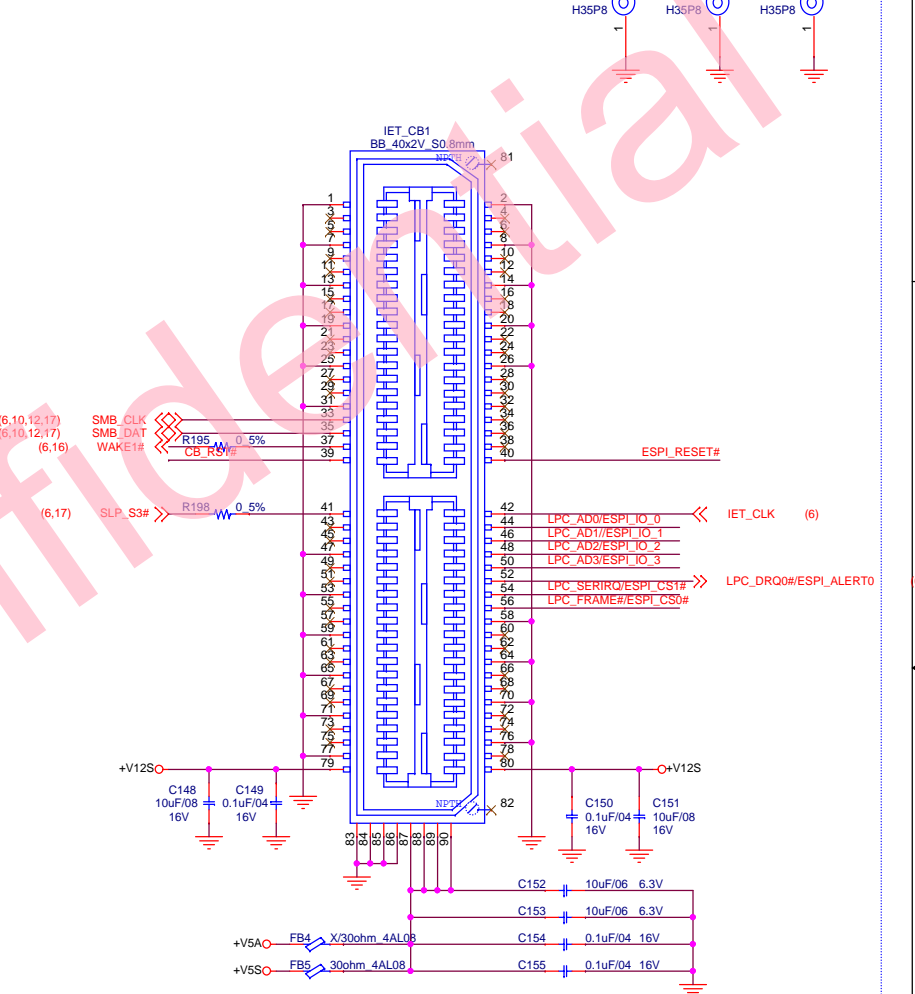 H35P8 H35P8 H35P8
1 1 1
fidential
IET_CB1
BB_40x2V_S0.8mm
NPTH 81
1 2
3 4
5 6
7 8
9 10
11 12
13 14
15 16
17 18
19 20
21 22
23 24
25 26
27 28
29 30
31 32
33 34
35 36
37 38
39 40
(6,10,12,17) SMB_CLK
(6,10,12,17) SMB_DAT
(6,16) WAKE1# R195 0_5%
CB_RST#
ESPI_RESET#
(6,17) SLP_S3# R198 0_5%
41 42 IET_CLK (6)
43 44 LPC_AD0/ESPI_IO_0
45 46 LPC_AD1//ESPI_IO_1
47 48 LPC_AD2/ESPI_IO_2
49 50 LPC_AD3/ESPI_IO_3
51 52 LPC_DRQ0#/ESPI_ALERT0
53 54 LPC_SERIRQ/ESPI_CS1#
55 56 LPC_FRAME#/ESPI_CS0#
57 58
59 60
61 62
63 64
65 66
67 68
69 70
71 72
73 74
75 76
77 78
79 80
+V12S +V12S
C148
10uF/08
16V
C149
0.1uF/04
16V
NPTH 82
C150
0.1uF/04
16V
C151
10uF/08
16V
83 84 85 86 87 88 89 90
C152 10uF/06 6.3V
C153 10uF/06 6.3V
+V5A FB4 X/30ohm_4AL08 C154 0.1uF/04 16V
+V5S FB5 30ohm_4AL08 C155 0.1uF/04 16V